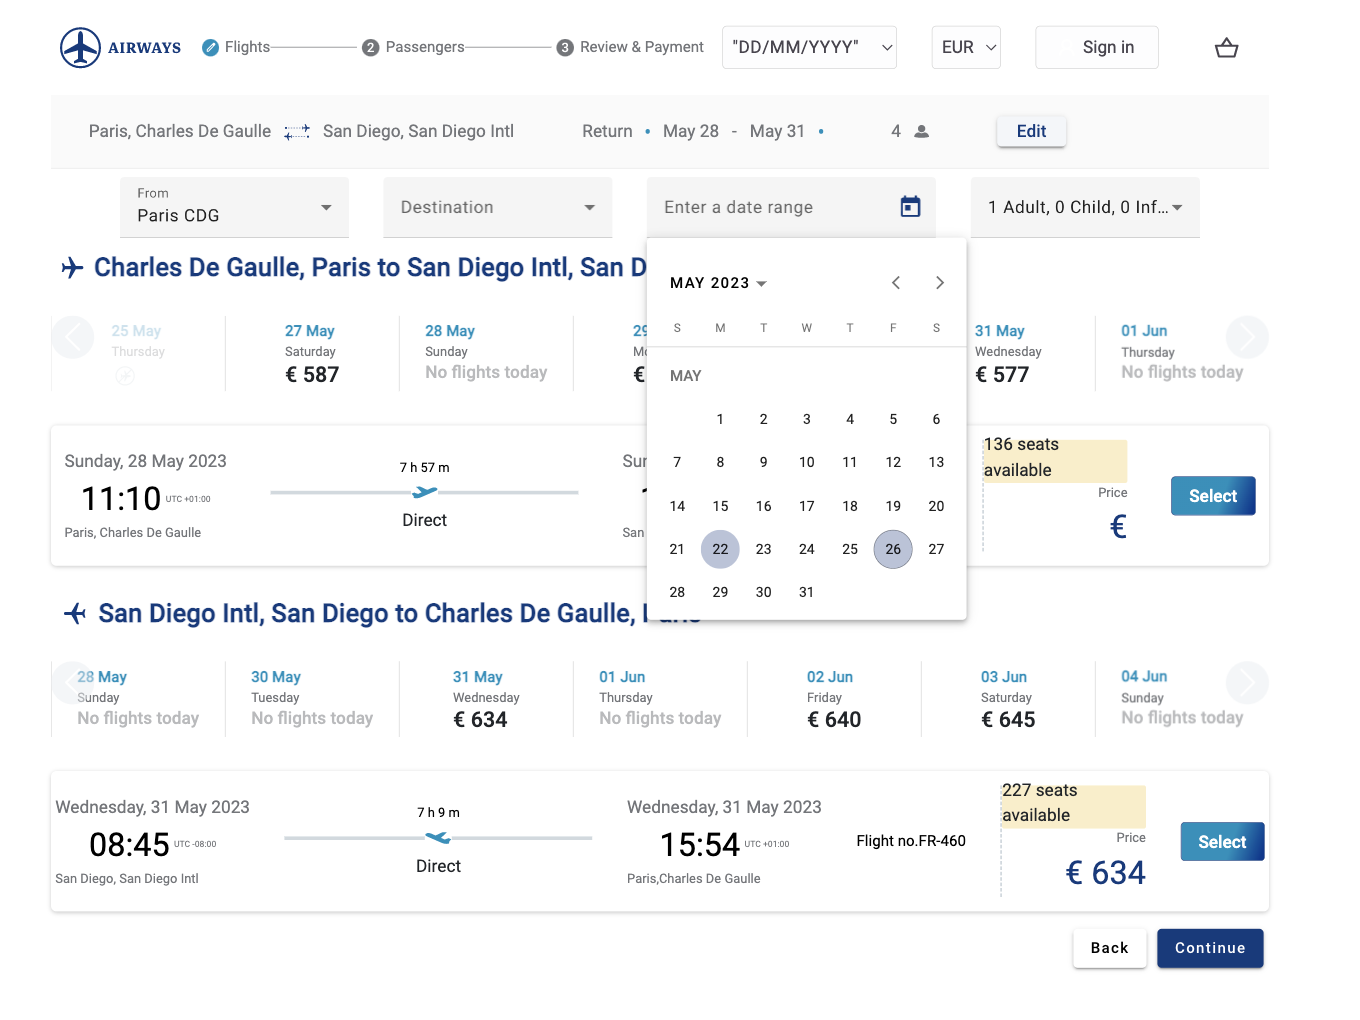 AIRWAYS
Flights
2 Passengers
3 Review & Payment
"DD/MM/YYYY"
EUR
Sign in
Paris, Charles De Gaulle
San Diego, San Diego Intl
Return • May 28 - May 31 •
4
Edit
From
Paris CDG
Destination
Enter a date range
1 Adult, 0 Child, 0 Inf...
Charles De Gaulle, Paris to San Diego Intl, San D
MAY 2023
S M T W T F S
MAY
1 2 3 4 5 6
7 8 9 10 11 12 13
14 15 16 17 18 19 20
21 22 23 24 25 26 27
28 29 30 31
25 May
Thursday
27 May
Saturday
€ 587
28 May
Sunday
No flights today
29
Mo
€
31 May
Wednesday
€ 577
01 Jun
Thursday
No flights today
Sunday, 28 May 2023
11:10 UTC +01:00
Paris, Charles De Gaulle
7 h 57 m
Direct
Sun
San
136 seats
available
Price
€
Select
San Diego Intl, San Diego to Charles De Gaulle, Paris
28 May
Sunday
No flights today
30 May
Tuesday
No flights today
31 May
Wednesday
€ 634
01 Jun
Thursday
No flights today
02 Jun
Friday
€ 640
03 Jun
Saturday
€ 645
04 Jun
Sunday
No flights today
Wednesday, 31 May 2023
08:45 UTC -08:00
San Diego, San Diego Intl
7 h 9 m
Direct
Wednesday, 31 May 2023
15:54 UTC +01:00
Paris,Charles De Gaulle
Flight no.FR-460
227 seats
available
Price
€ 634
Select
Back
Continue